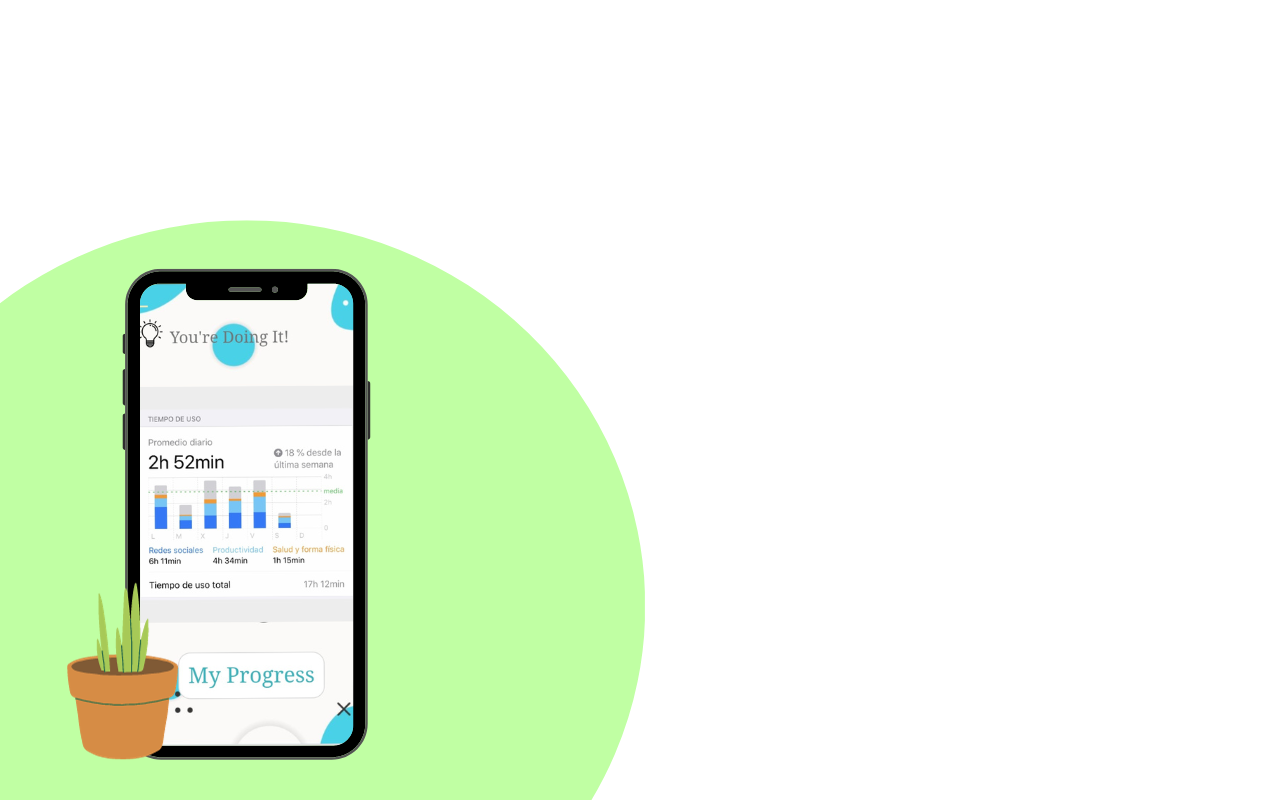 You're Doing It!
TIEMPO DE USO
Promedio diario
2h 52min
18 % desde la
última semana
4h
media
2h
0
L M X J V S D
Redes sociales Productividad Salud y forma física
6h 11min 4h 34min 1h 15min
Tiempo de uso total 17h 12min
My Progress